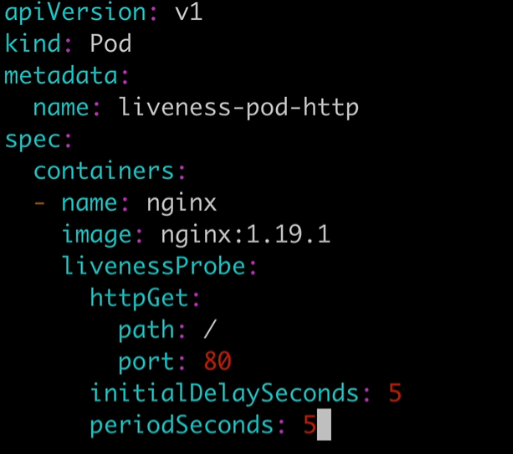 apiVersion: v1
kind: Pod
metadata:
  name: liveness-pod-http
spec:
  containers:
  - name: nginx
    image: nginx:1.19.1
    livenessProbe:
      httpGet:
        path: /
        port: 80
      initialDelaySeconds: 5
      periodSeconds: 5